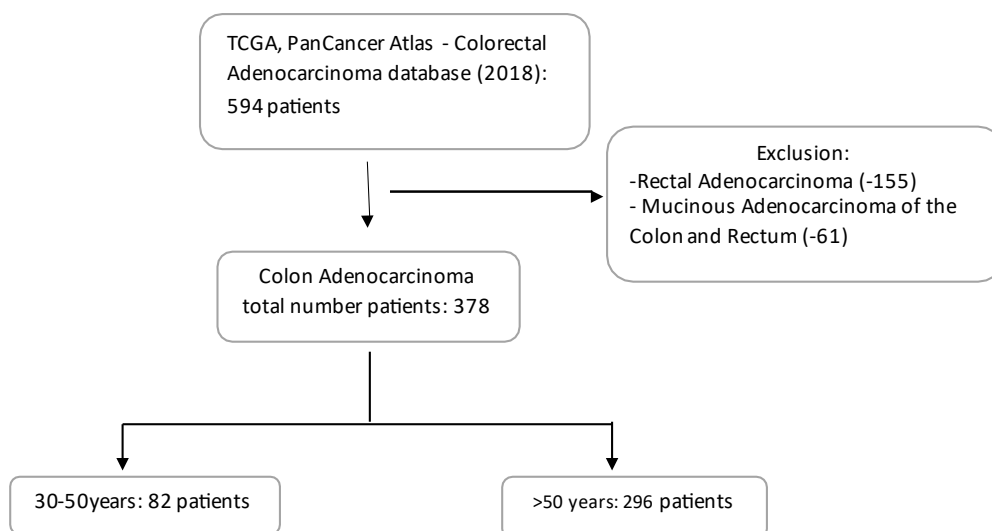 TCGA, PanCancer Atlas - Colorectal
Adenocarcinoma database (2018):
594 patients
Exclusion:
-Rectal Adenocarcinoma (-155)
- Mucinous Adenocarcinoma of the
Colon and Rectum (-61)
Colon Adenocarcinoma
total number patients: 378
30-50years: 82 patients
>50 years: 296 patients